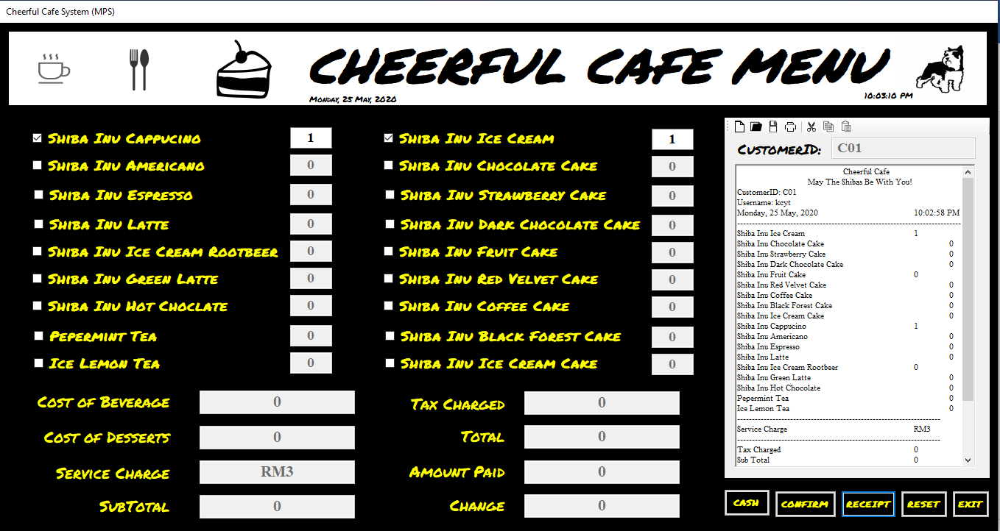 Cheerful Cafe System (MPS)
CHEERFUL CAFE MENU
Monday, 25 May, 2020
10:03:10 PM
Shiba Inu Cappucino 1
Shiba Inu Americano 0
Shiba Inu Espresso 0
Shiba Inu Latte 0
Shiba Inu Ice Cream Rootbeer 0
Shiba Inu Green Latte 0
Shiba Inu Hot Choclate 0
Pepermint Tea 0
Ice Lemon Tea 0
Shiba Inu Ice Cream 1
Shiba Inu Chocolate Cake 0
Shiba Inu Strawberry Cake 0
Shiba Inu Dark Chocolate Cake 0
Shiba Inu Fruit Cake 0
Shiba Inu Red Velvet Cake 0
Shiba Inu Coffee Cake 0
Shiba Inu Black Forest Cake 0
Shiba Inu Ice Cream Cake 0
Cost of Beverage 0
Cost of Desserts 0
Service Charge RM3
SubTotal 0
Tax Charged 0
Total 0
Amount Paid 0
Change 0
CustomerID: C01
Cheerful Cafe
May The Shibas Be With You!
CustomerID: C01
Username: kcyt
Monday, 25 May, 2020 10:02:58 PM
Shiba Inu Ice Cream 1
Shiba Inu Chocolate Cake 0
Shiba Inu Strawberry Cake 0
Shiba Inu Dark Chocolate Cake 0
Shiba Inu Fruit Cake 0
Shiba Inu Red Velvet Cake 0
Shiba Inu Coffee Cake 0
Shiba Inu Black Forest Cake 0
Shiba Inu Ice Cream Cake 0
Shiba Inu Cappucino 1
Shiba Inu Americano 0
Shiba Inu Espresso 0
Shiba Inu Latte 0
Shiba Inu Ice Cream Rootbeer 0
Shiba Inu Green Latte 0
Shiba Inu Hot Chocolate 0
Pepermint Tea 0
Ice Lemon Tea 0
Service Charge RM3
Tax Charged 0
Sub Total 0
CASH CONFIRM RECEIPT RESET EXIT